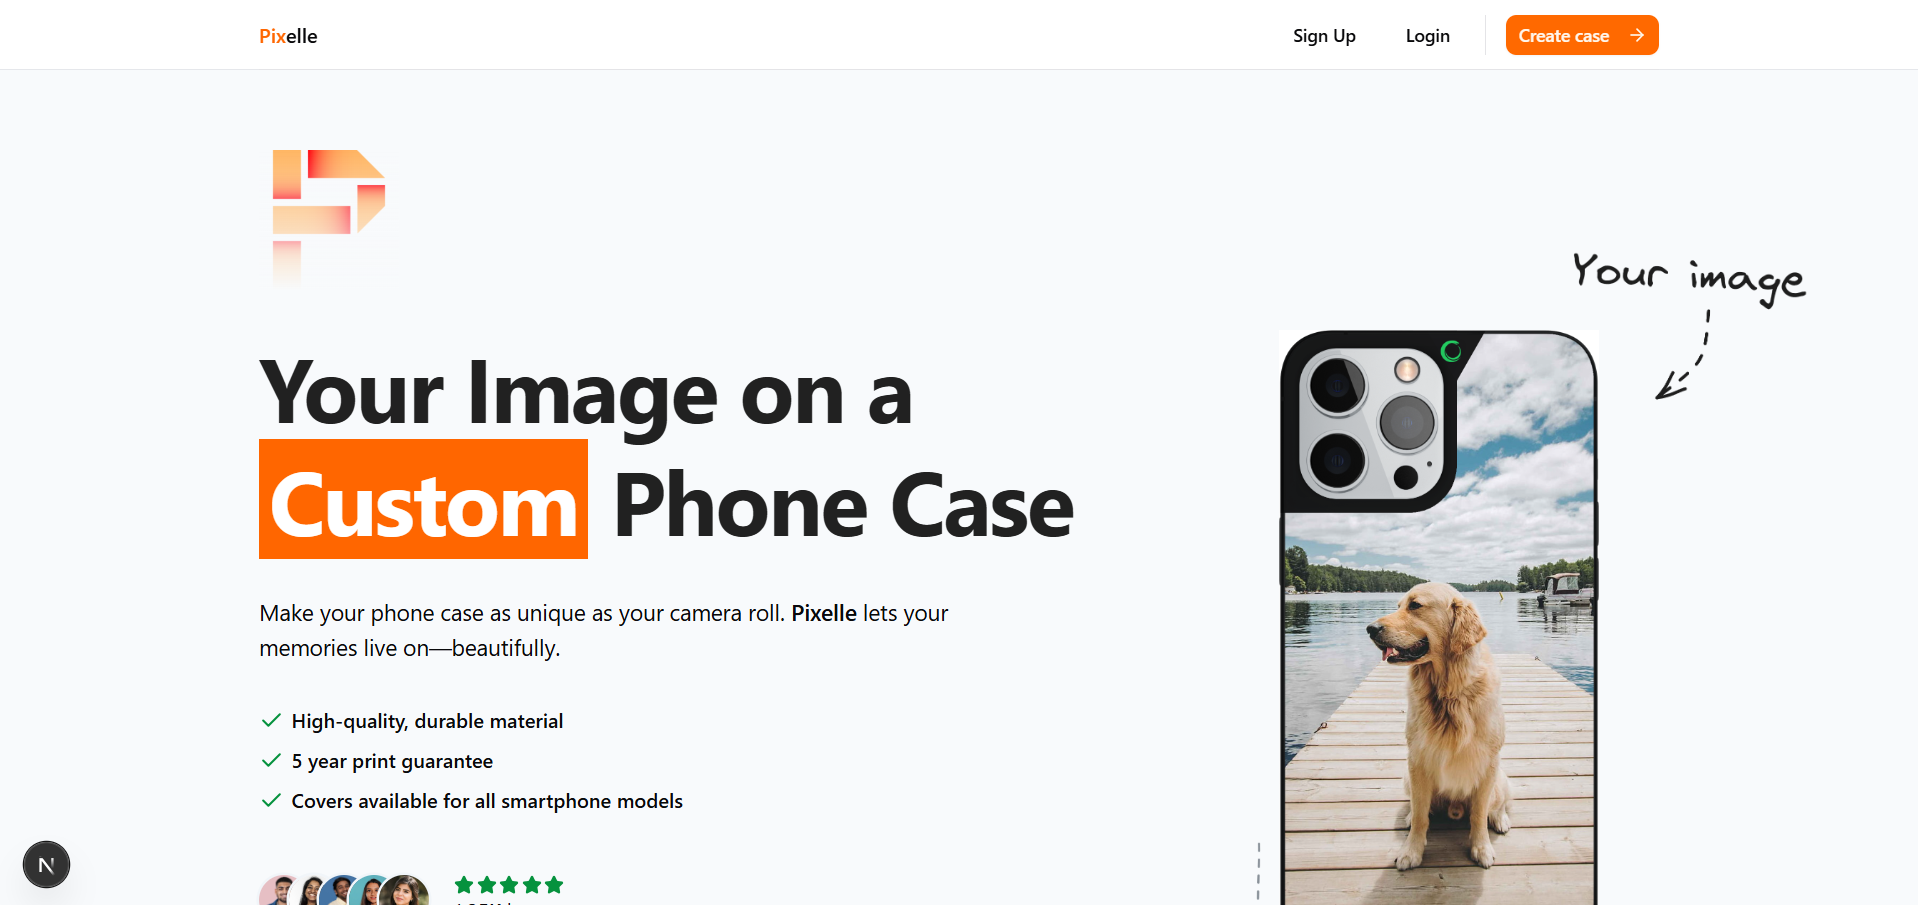 Pixelle
Sign Up
Login
Create case
Your image
Your Image on a
Custom Phone Case
Make your phone case as unique as your camera roll. Pixelle lets your
memories live on—beautifully.
High-quality, durable material
5 year print guarantee
Covers available for all smartphone models
N